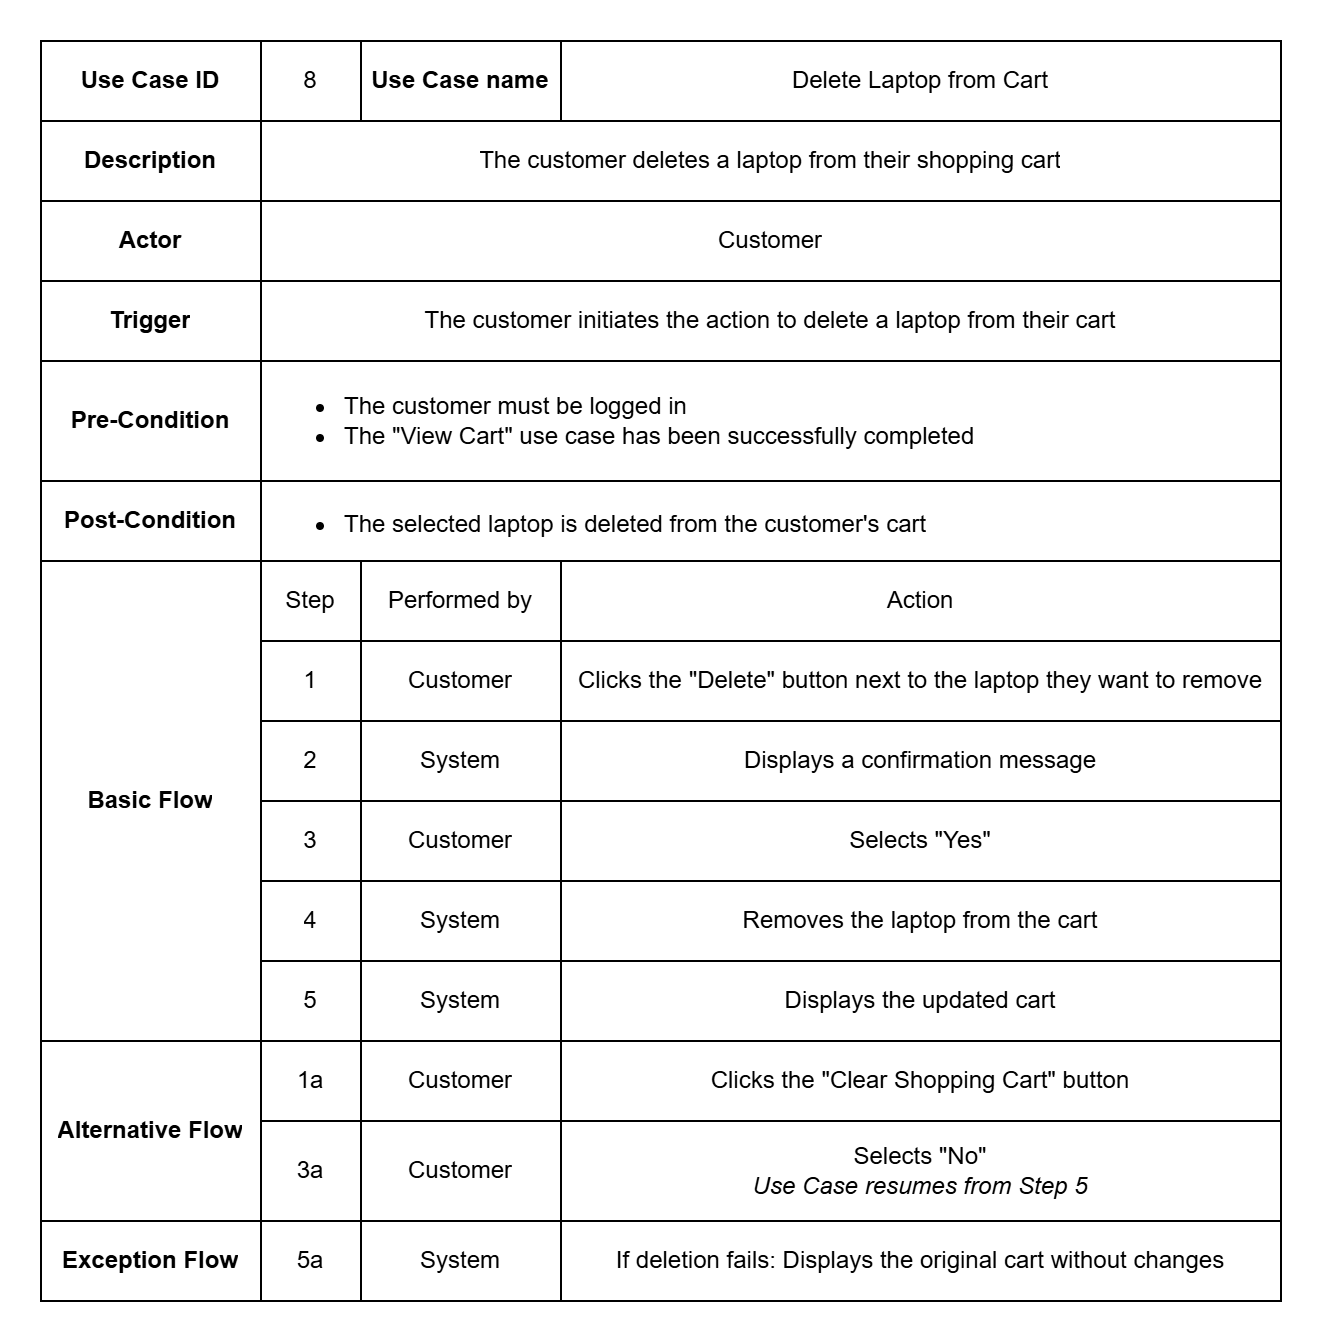 Use Case ID 8 Use Case name Delete Laptop from Cart
Description The customer deletes a laptop from their shopping cart
Actor Customer
Trigger The customer initiates the action to delete a laptop from their cart
Pre-Condition
• The customer must be logged in
• The "View Cart" use case has been successfully completed
Post-Condition
• The selected laptop is deleted from the customer's cart
Basic Flow
Step Performed by Action
1 Customer Clicks the "Delete" button next to the laptop they want to remove
2 System Displays a confirmation message
3 Customer Selects "Yes"
4 System Removes the laptop from the cart
5 System Displays the updated cart
Alternative Flow
1a Customer Clicks the "Clear Shopping Cart" button
3a Customer Selects "No"
Use Case resumes from Step 5
Exception Flow 5a System If deletion fails: Displays the original cart without changes